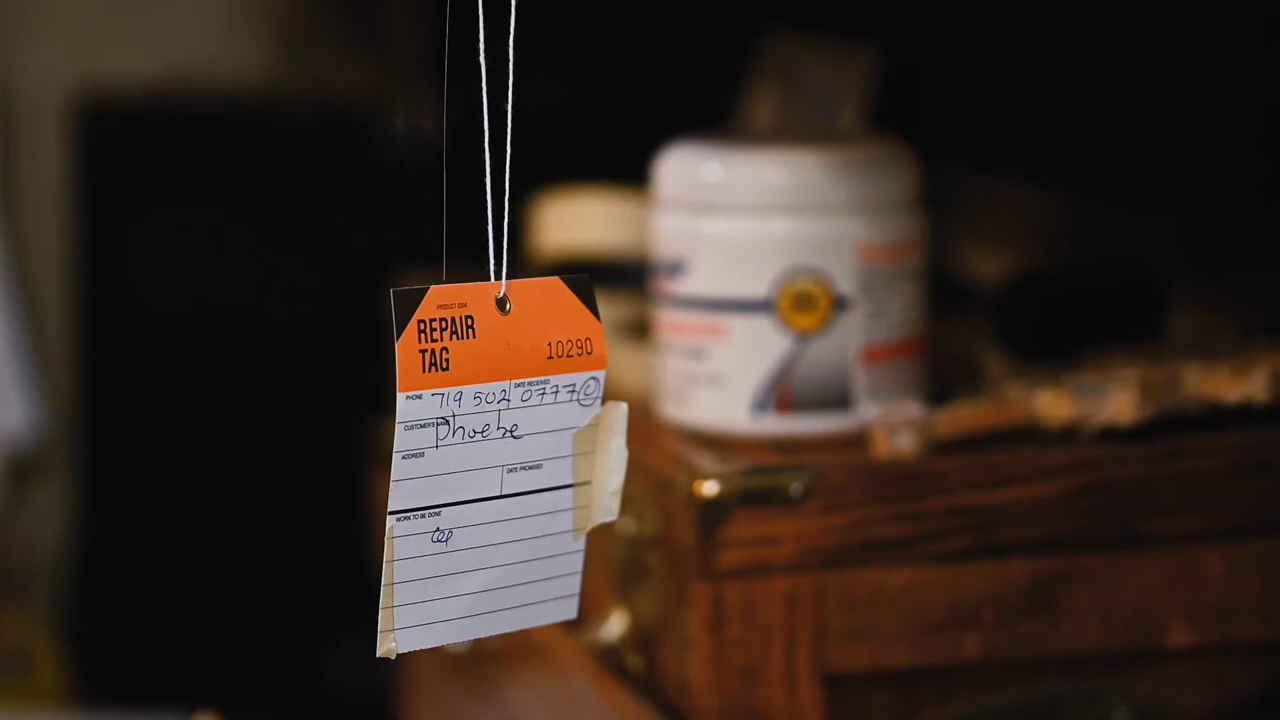 PRODUCT 030A
REPAIR
TAG
10290
PHONE 719 502 0777 ©
DATE RECEIVED
CUSTOMER'S NAME Phoebe
ADDRESS
DATE PROMISED
WORK TO BE DONE